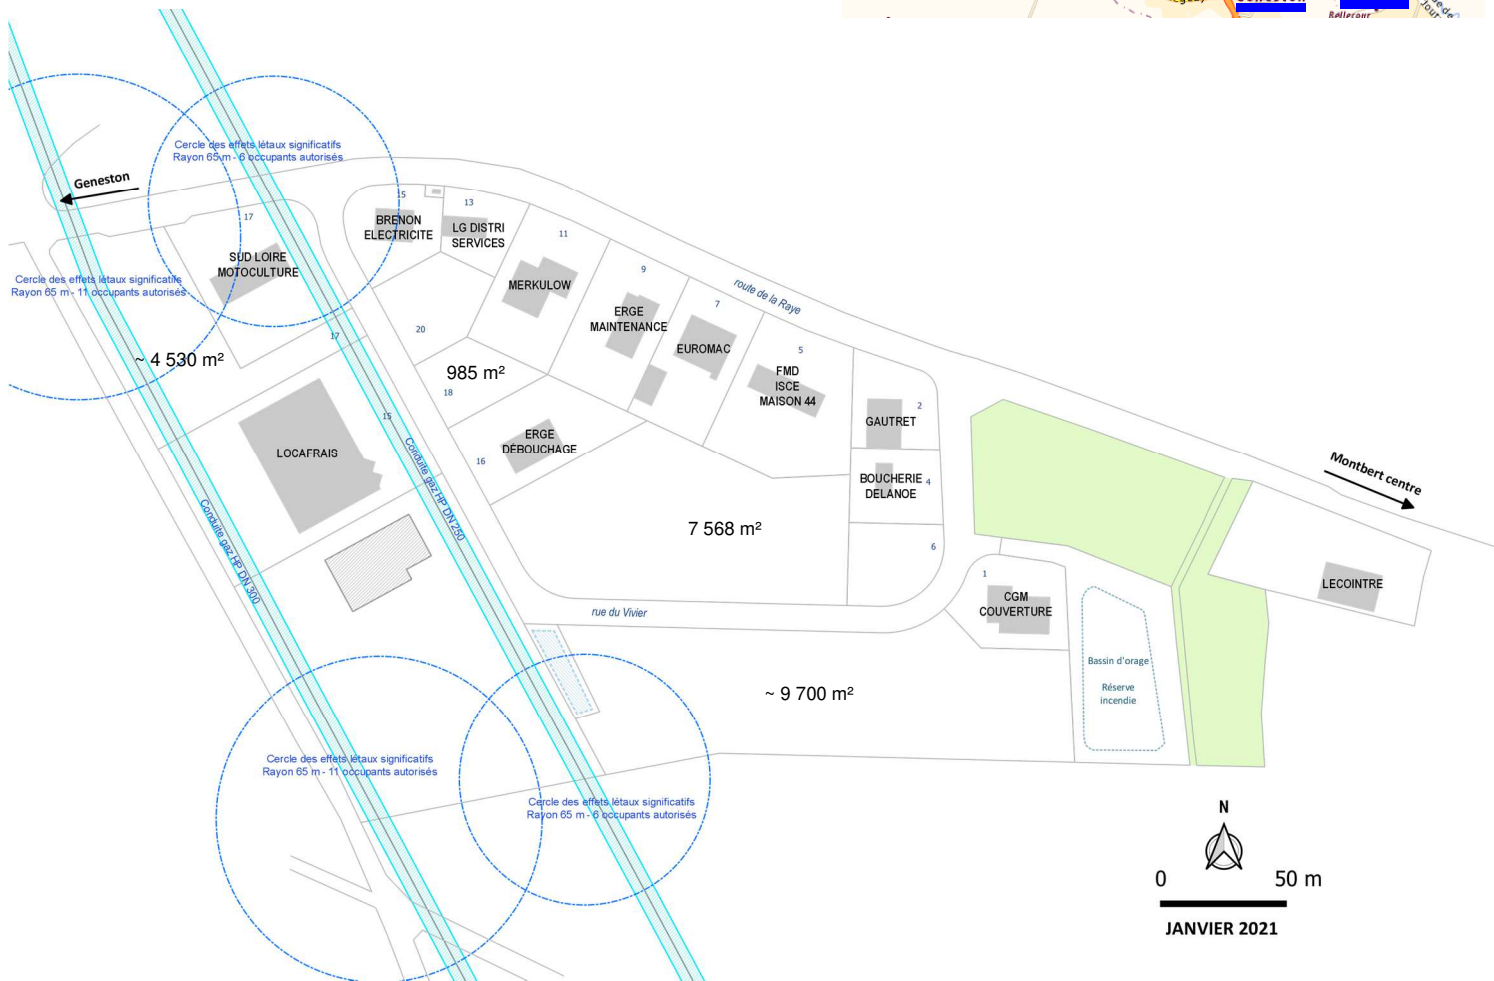 Bellecour
Geneston
Cercle des effets létaux significatifs
Rayon 65 m - 6 occupants autorisés
17
SUD LOIRE
MOTOCULTURE
15
BRENON
ELECTRICITE
13
LG DISTRI
SERVICES
11
MERKULOW
9
ERGE
MAINTENANCE
7
EUROMAC
route de la Raye
5
FMD
ISCE
MAISON 44
Cercle des effets létaux significatifs
Rayon 65 m - 11 occupants autorisés
~ 4 530 m²
17
20
985 m²
18
15
LOCAFRAIS
Conduite gaz HP DN 250
16
ERGE
DÉBOUCHAGE
2
GAUTRET
BOUCHERIE
DELANOE
4
7 568 m²
6
Montbert centre
Conduite gaz HP DN 300
rue du Vivier
1
CGM
COUVERTURE
LECOINTRE
Bassin d'orage
Réserve
incendie
~ 9 700 m²
Cercle des effets létaux significatifs
Rayon 65 m - 11 occupants autorisés
Cercle des effets létaux significatifs
Rayon 65 m - 6 occupants autorisés
N
0 50 m
JANVIER 2021